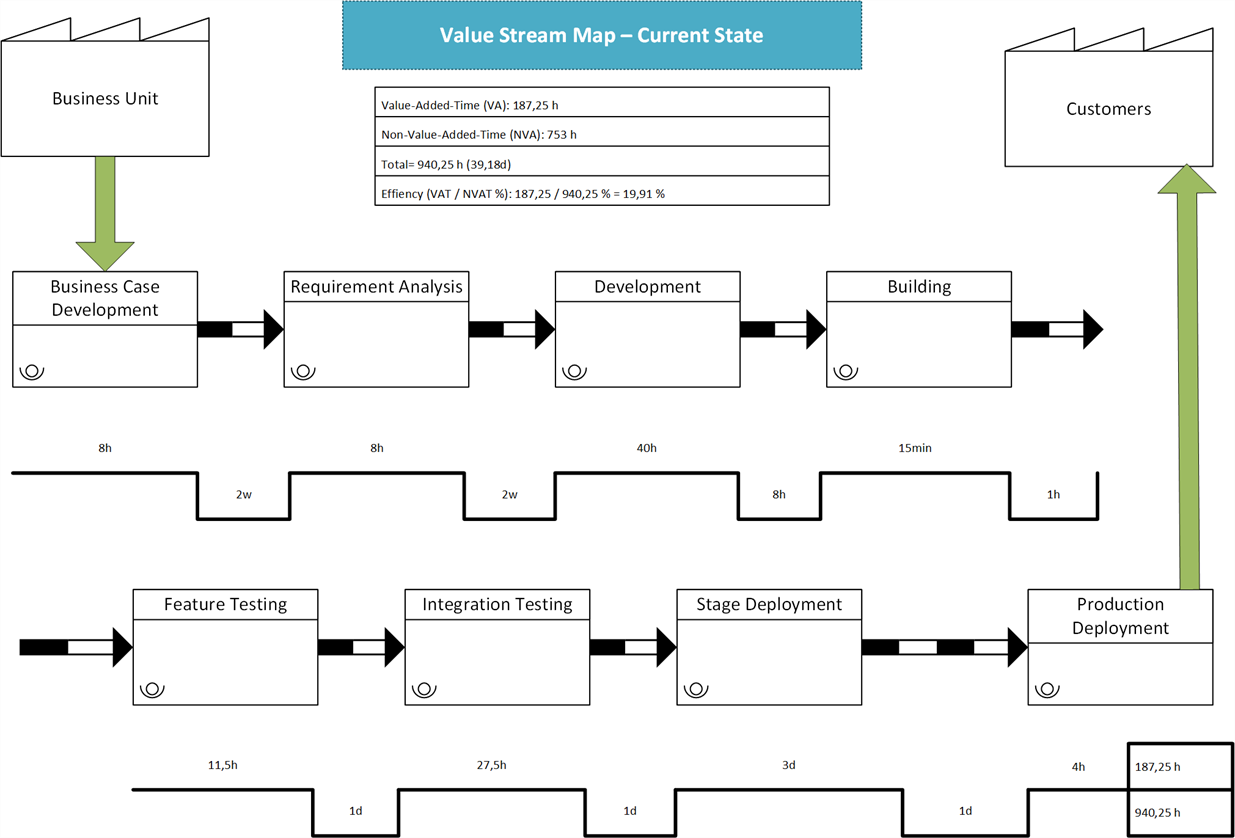 Value Stream Map – Current State
Business Unit
Customers
Value-Added-Time (VA): 187,25 h
Non-Value-Added-Time (NVA): 753 h
Total= 940,25 h (39,18d)
Effiency (VAT / NVAT %): 187,25 / 940,25 % = 19,91 %
Business Case
Development
Requirement Analysis
Development
Building
8h
2w
8h
2w
40h
8h
15min
1h
Feature Testing
Integration Testing
Stage Deployment
Production
Deployment
11,5h
1d
27,5h
1d
3d
1d
4h
187,25 h
940,25 h